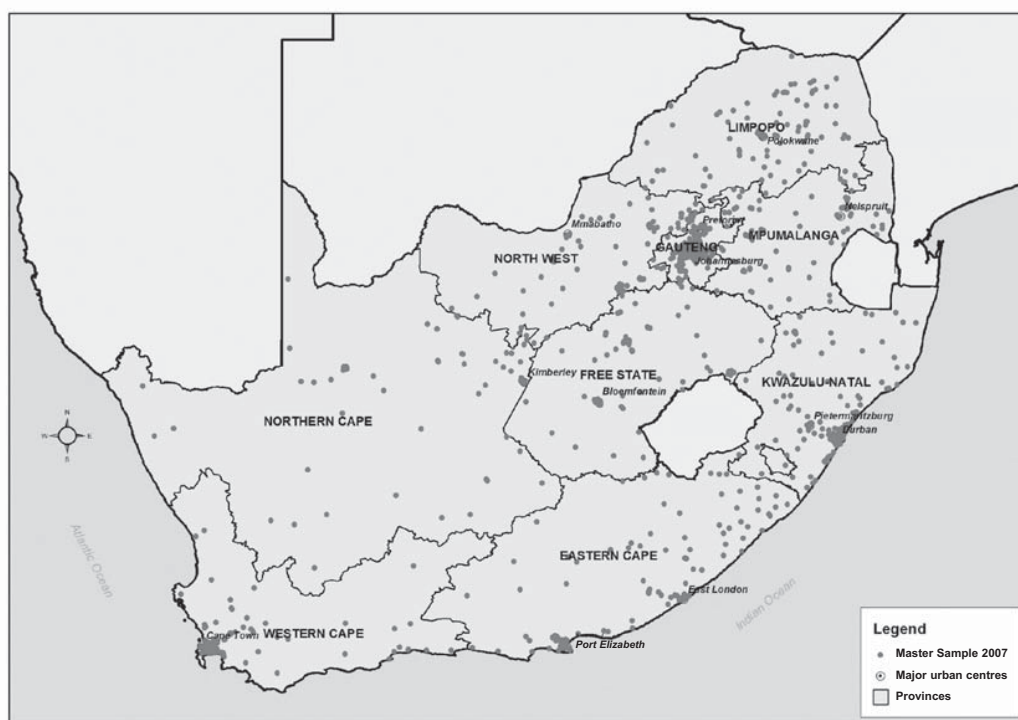 LIMPOPO
Polokwane
Nelspruit
Mmabatho
Pretoria
MPUMALANGA
GAUTENG
NORTH WEST
Johannesburg
Kimberley
FREE STATE
KWAZULU-NATAL
Bloemfontein
NORTHERN CAPE
Pietermaritzburg
Durban
N
W
E
S
Atlantic Ocean
EASTERN CAPE
East London
Indian Ocean
Cape Town
WESTERN CAPE
Port Elizabeth
Legend
Master Sample 2007
Major urban centres
Provinces